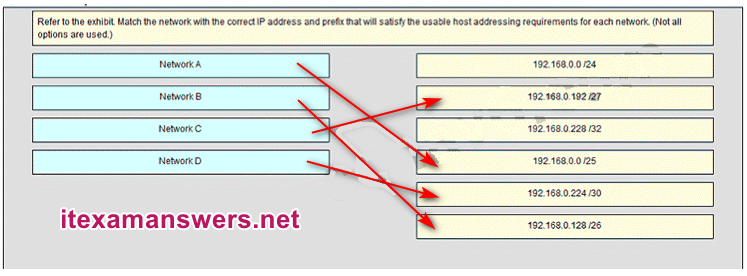 Refer to the exhibit. Match the network with the correct IP address and prefix that will satisfy the usable host addressing requirements for each network. (Not all
options are used.)
Network A
192.168.0.0 /24
Network B
192.168.0.192 /27
Network C
192.168.0.228 /32
Network D
192.168.0.0 /25
192.168.0.224 /30
192.168.0.128 /26
itexamanswers.net